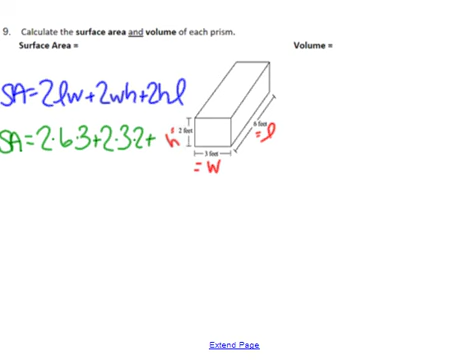 9. Calculate the surface area and volume of each prism.
Surface Area = Volume =
SA=2lw+2wh+2hl
SA=2·6·3+2·3·2+
= h 2 feet 6 feet = l
3 feet
= w
Extend Page